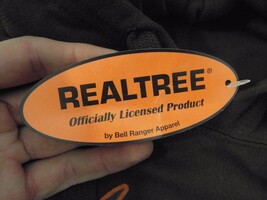 REALTREE®
Officially Licensed Product
by Bell Ranger Apparel